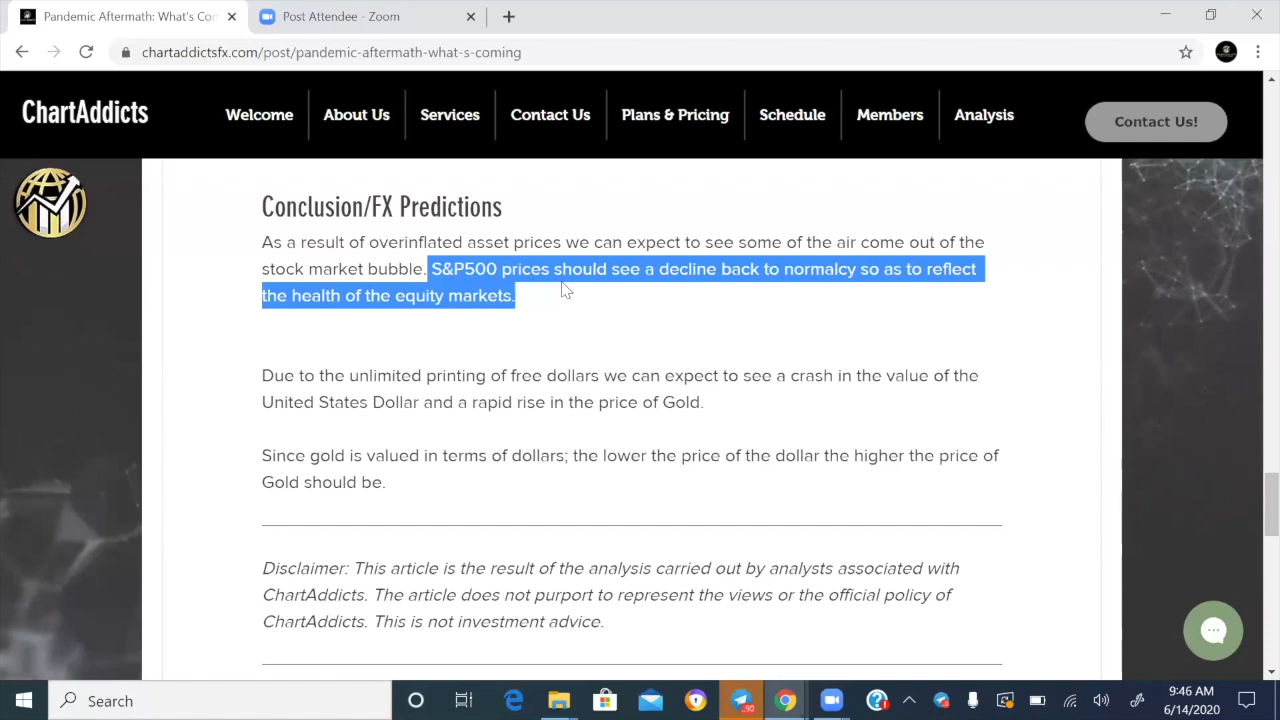 Pandemic Aftermath: What's Con
Post Attendee - Zoom
chartaddictsfx.com/post/pandemic-aftermath-what-s-coming
ChartAddicts
Welcome
About Us
Services
Contact Us
Plans & Pricing
Schedule
Members
Analysis
Contact Us!
Conclusion/FX Predictions
As a result of overinflated asset prices we can expect to see some of the air come out of the
stock market bubble. S&P500 prices should see a decline back to normalcy so as to reflect
the health of the equity markets.
Due to the unlimited printing of free dollars we can expect to see a crash in the value of the
United States Dollar and a rapid rise in the price of Gold.
Since gold is valued in terms of dollars; the lower the price of the dollar the higher the price of
Gold should be.
Disclaimer: This article is the result of the analysis carried out by analysts associated with
ChartAddicts. The article does not purport to represent the views or the official policy of
ChartAddicts. This is not investment advice.
Search
.90
9:46 AM
6/14/2020